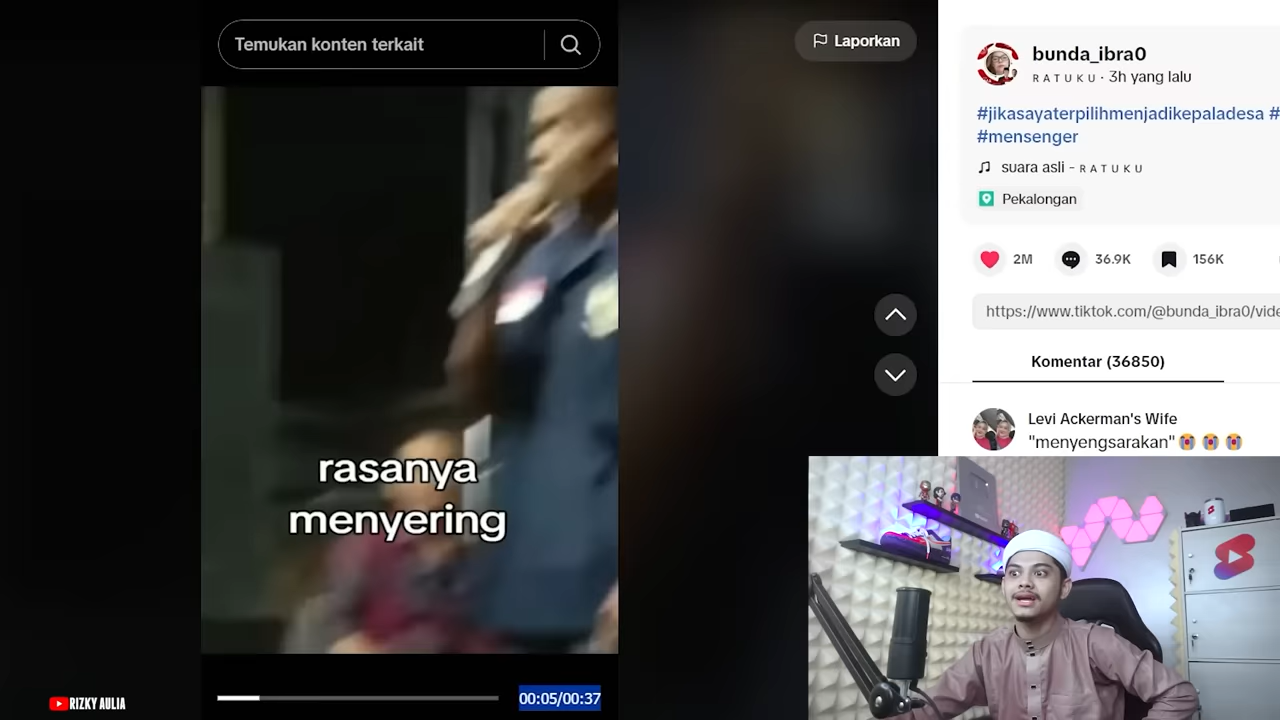 Temukan konten terkait
Laporkan
bunda_ibra0
R A T U K U · 3h yang lalu
#jikasayaterpilihmenjadikepaladesa #
#mensenger
suara asli - R A T U K U
Pekalongan
2M
36.9K
156K
https://www.tiktok.com/@bunda_ibra0/vide
Komentar (36850)
Levi Ackerman's Wife
"menyengsarakan"😭😭😭
rasanya
menyering
00:05/00:37
RIZKY AULIA